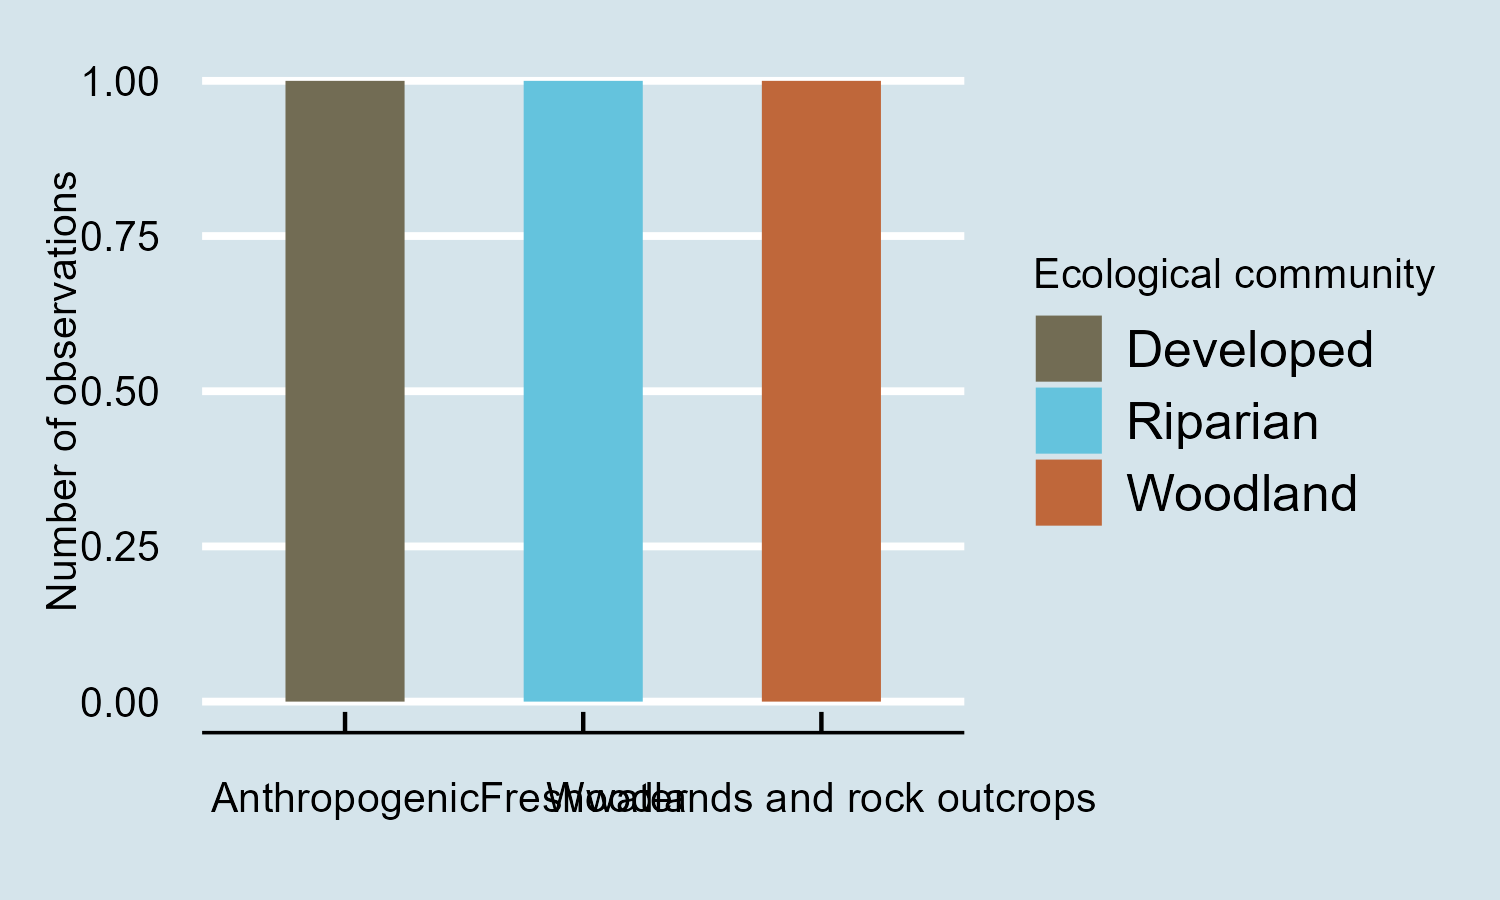 1.00
0.75
0.50
0.25
0.00
Number of observations
Anthropogenic Freshwater Woodlands and rock outcrops
Ecological community
Developed
Riparian
Woodland